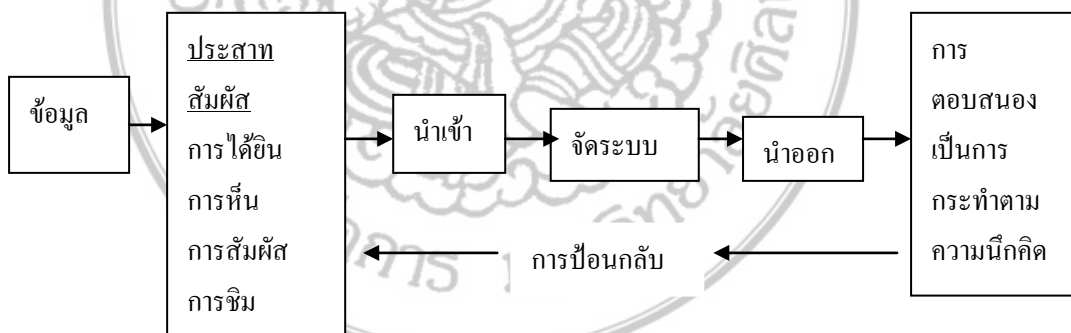 ข้อมูล
ประสาท
สัมผัส
การได้ยิน
การห็น
การสัมผัส
การชิม
นำเข้า
จัดระบบ
นำออก
การ
ตอบสนอง
เป็นการ
กระทำตาม
ความนึกคิด
การป้อนกลับ